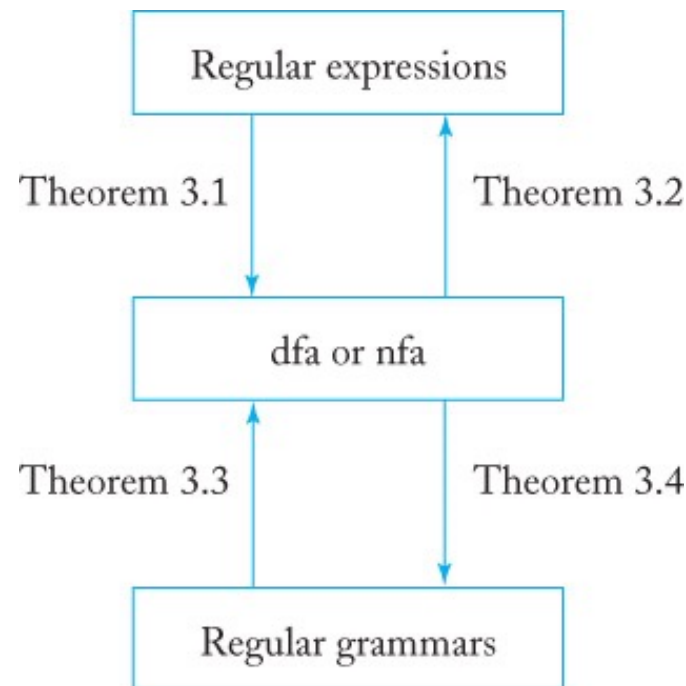 Regular expressions
Theorem 3.1
Theorem 3.2
dfa or nfa
Theorem 3.3
Theorem 3.4
Regular grammars